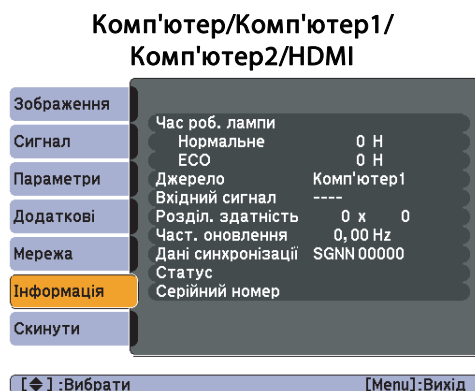 Комп'ютер/Комп'ютер1/
Комп'ютер2/HDMI
Зображення
Сигнал
Параметри
Додаткові
Мережа
Інформація
Скинути
Час роб. лампи
Нормальне 0 H
ECO 0 H
Джерело Комп'ютер1
Вхідний сигнал ----
Розділ. здатність 0 x 0
Част. оновлення 0,00 Hz
Дані синхронізації SGNN 00000
Статус
Серійний номер
[◆] :Вибрати [Menu]:Вихід